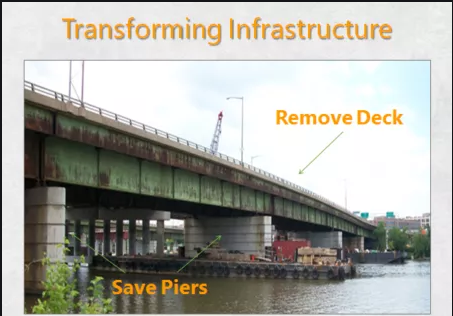 Transforming Infrastructure
Remove Deck
Save Piers